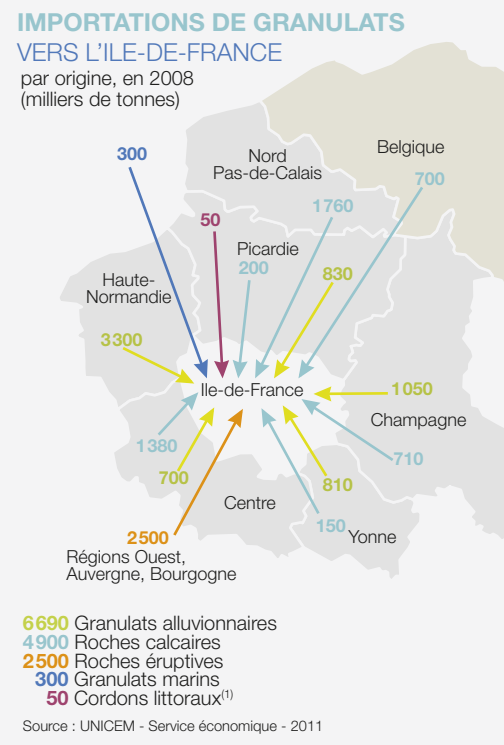 IMPORTATIONS DE GRANULATS
VERS L'ILE-DE-FRANCE
par origine, en 2008
(milliers de tonnes)
300
Nord
Pas-de-Calais
Belgique
700
1760
50
Picardie
200
830
Haute-
Normandie
3300
Ile-de-France
1050
Champagne
1380
710
700
810
Centre
150
Yonne
2500
Régions Ouest,
Auvergne, Bourgogne
6690 Granulats alluvionnaires
4900 Roches calcaires
2500 Roches éruptives
300 Granulats marins
50 Cordons littoraux(1)
Source : UNICEM - Service économique - 2011